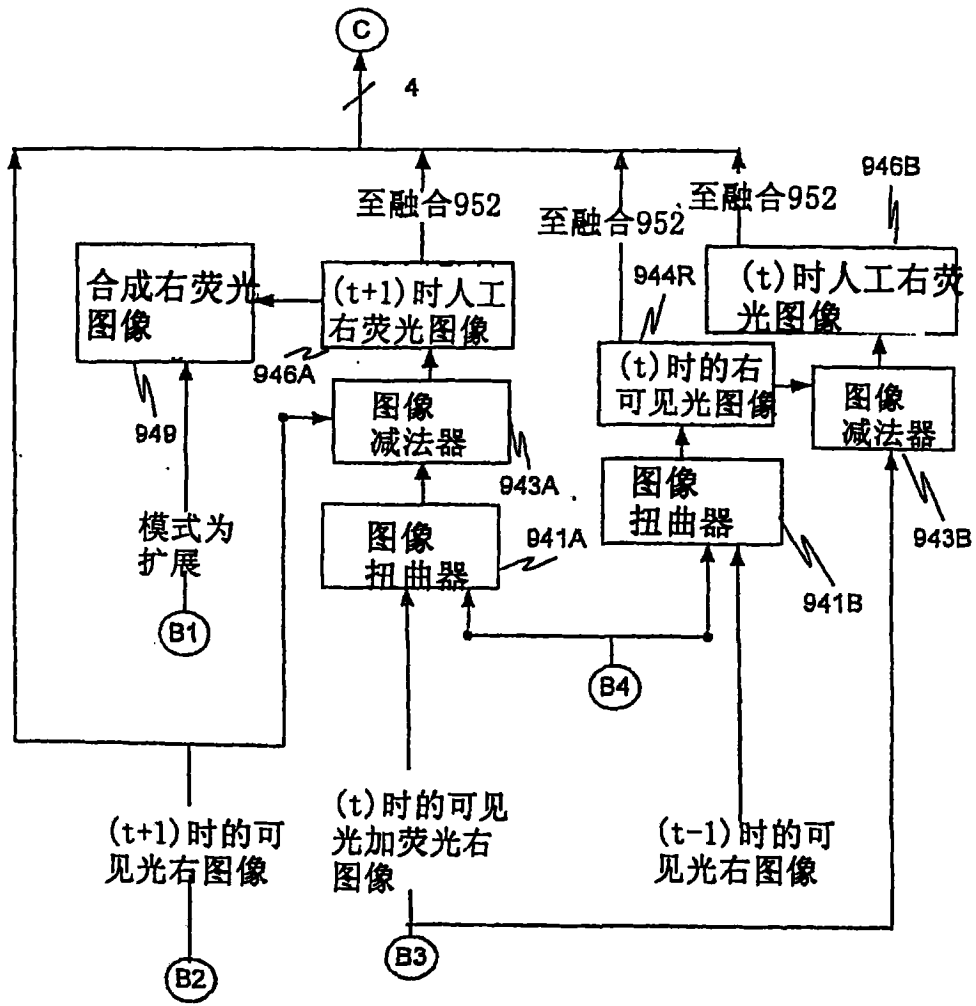 C
4
946B
至融合952
至融合952
至融合952
944R
合成右荧光
图像
(t+1)时人工
右荧光图像
(t)时人工右荧
光图像
946A
(t)时的右
可见光图像
949
图像
减法器
图像
减法器
943A
943B
图像
扭曲器
941A
图像
扭曲器
941B
模式为
扩展
B1
B4
(t+1)时的可
见光右图像
(t)时的可见
光加荧光右
图像
(t-1)时的可
见光右图像
B2
B3